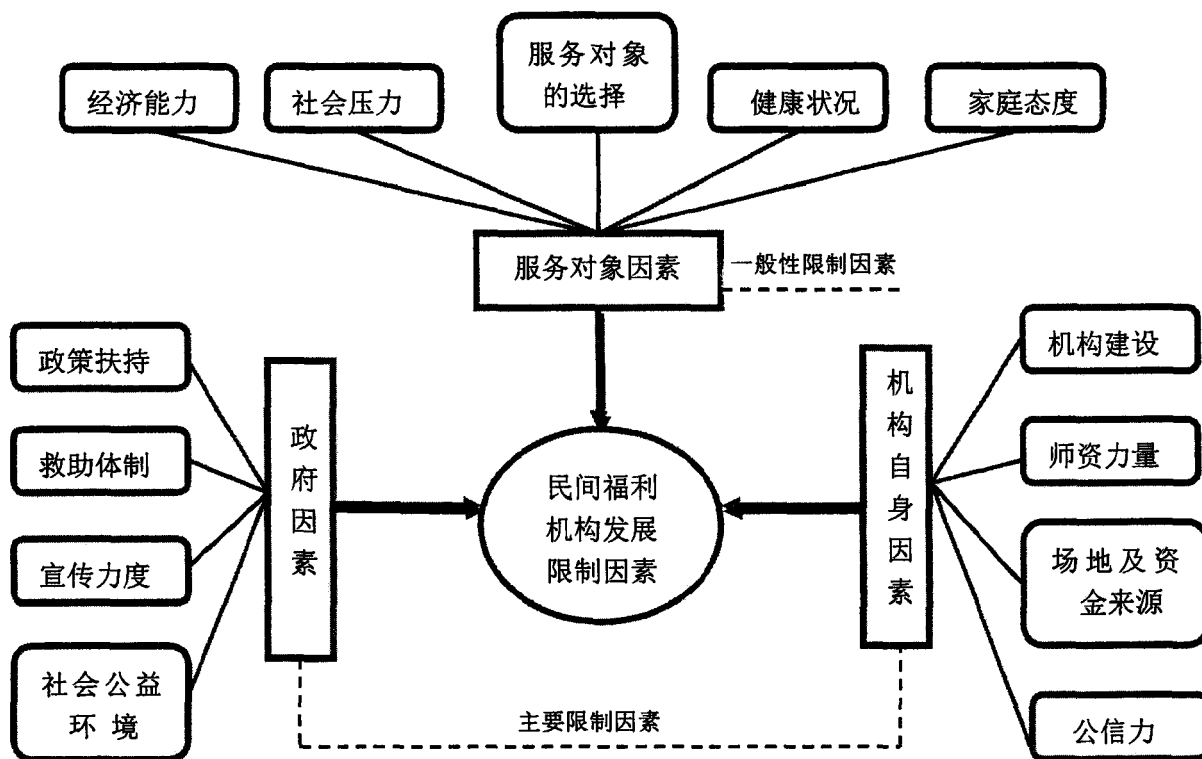 服务对象
的选择
经济能力
社会压力
健康状况
家庭态度
服务对象因素
一般性限制因素
政策扶持
救助体制
宣传力度
社会公益
环境
政府因素
民间福利
机构发展
限制因素
机构自身因素
机构建设
师资力量
场地及资
金来源
公信力
主要限制因素